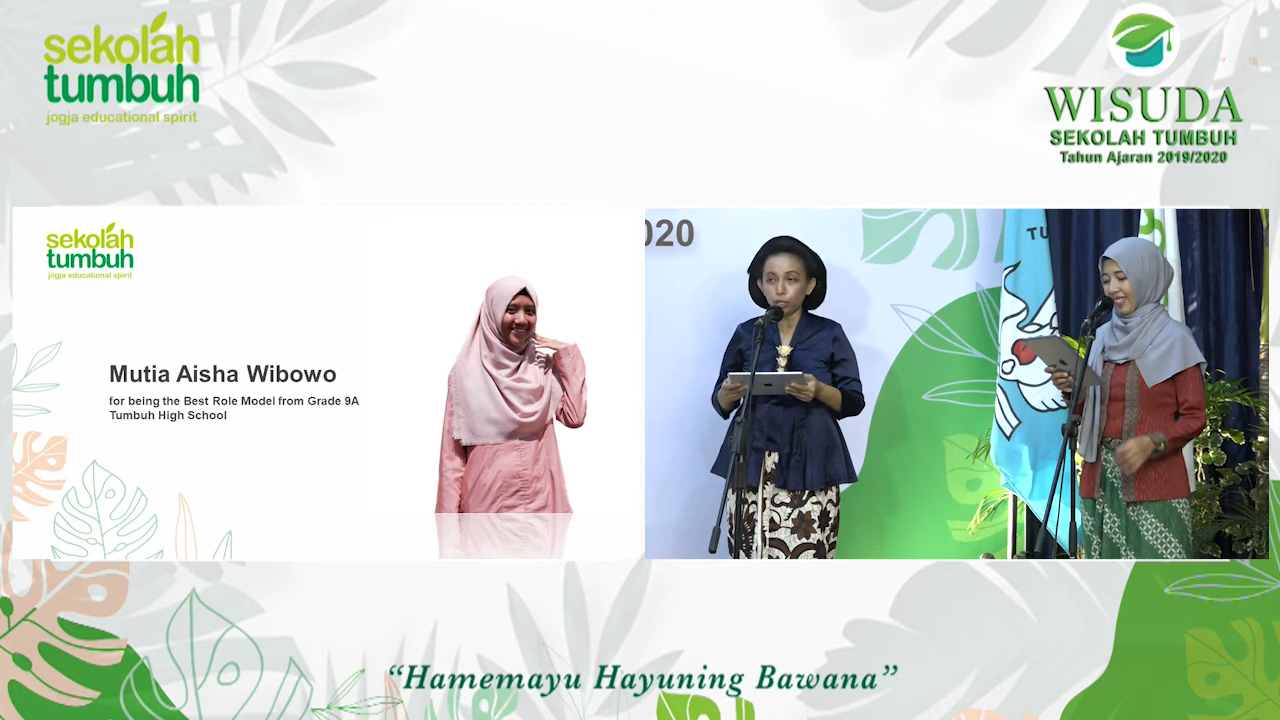 sekolah
tumbuh
jogja educational spirit
WISUDA
SEKOLAH TUMBUH
Tahun Ajaran 2019/2020
sekolah
tumbuh
jogja educational spirit
Mutia Aisha Wibowo
for being the Best Role Model from Grade 9A
Tumbuh High School
020
TU
“Hamemayu Hayuning Bawana”